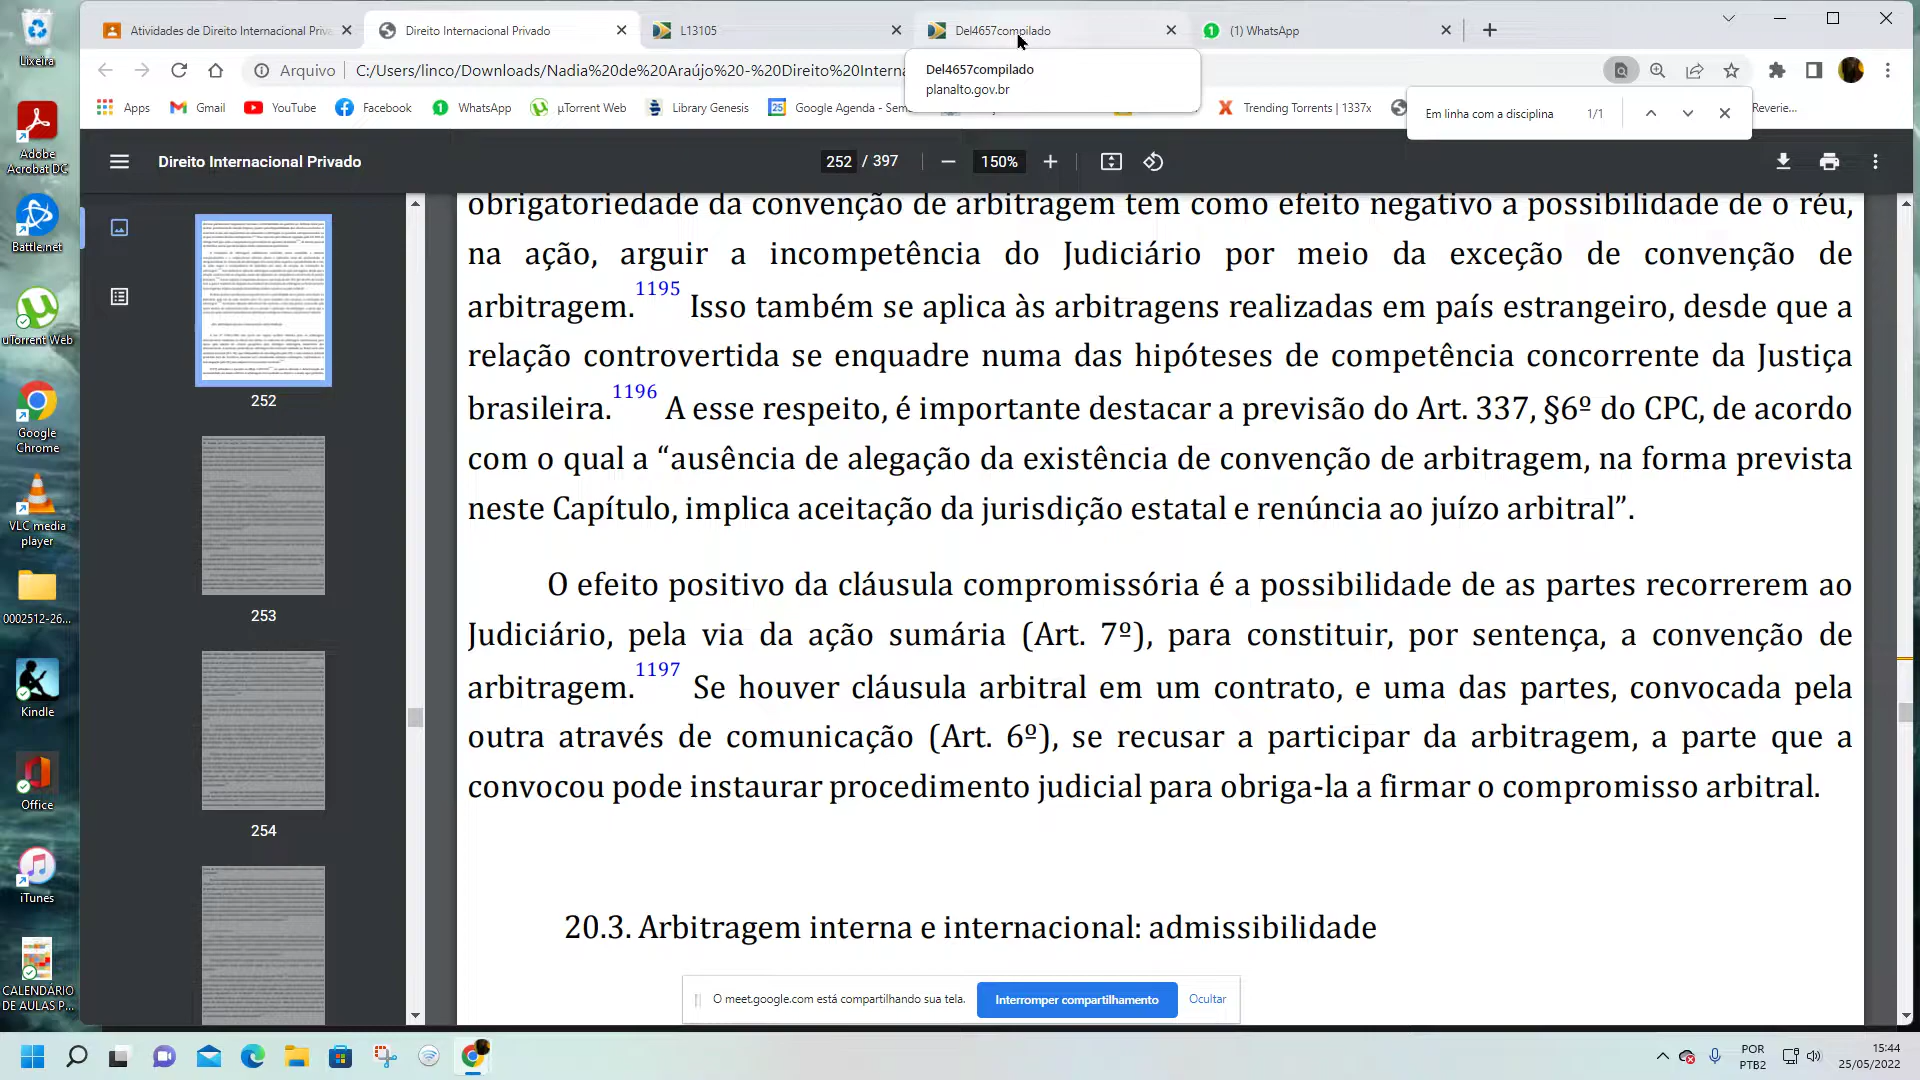 Lixeira
Adobe
Acrobat DC
Battle.net
uTorrent Web
Google
Chrome
VLC media
player
0002512-26...
Kindle
Office
iTunes
CALENDÁRIO
DE AULAS P...
Atividades de Direito Internacional Priva
Direito Internacional Privado
L13105
Del4657compilado
(1) WhatsApp
Arquivo
C:/Users/linco/Downloads/Nadia%20de%20Araújo%20-%20Direito%20Interna
Del4657compilado
planalto.gov.br
Apps
Gmail
YouTube
Facebook
WhatsApp
µTorrent Web
Library Genesis
Google Agenda - Sem
Trending Torrents | 1337x
Reverie...
Em linha com a disciplina
1/1
Direito Internacional Privado
252 / 397
150%
252
253
254
obrigatoriedade da convenção de arbitragem tem como efeito negativo a possibilidade de o réu,
na ação, arguir a incompetência do Judiciário por meio da exceção de convenção de
arbitragem.1195 Isso também se aplica às arbitragens realizadas em país estrangeiro, desde que a
relação controvertida se enquadre numa das hipóteses de competência concorrente da Justiça
brasileira.1196 A esse respeito, é importante destacar a previsão do Art. 337, §6º do CPC, de acordo
com o qual a “ausência de alegação da existência de convenção de arbitragem, na forma prevista
neste Capítulo, implica aceitação da jurisdição estatal e renúncia ao juízo arbitral”.
O efeito positivo da cláusula compromissória é a possibilidade de as partes recorrerem ao
Judiciário, pela via da ação sumária (Art. 7º), para constituir, por sentença, a convenção de
arbitragem.1197 Se houver cláusula arbitral em um contrato, e uma das partes, convocada pela
outra através de comunicação (Art. 6º), se recusar a participar da arbitragem, a parte que a
convocou pode instaurar procedimento judicial para obriga-la a firmar o compromisso arbitral.
20.3. Arbitragem interna e internacional: admissibilidade
O meet.google.com está compartilhando sua tela.
Interromper compartilhamento
Ocultar
POR
PTB2
15:44
25/05/2022